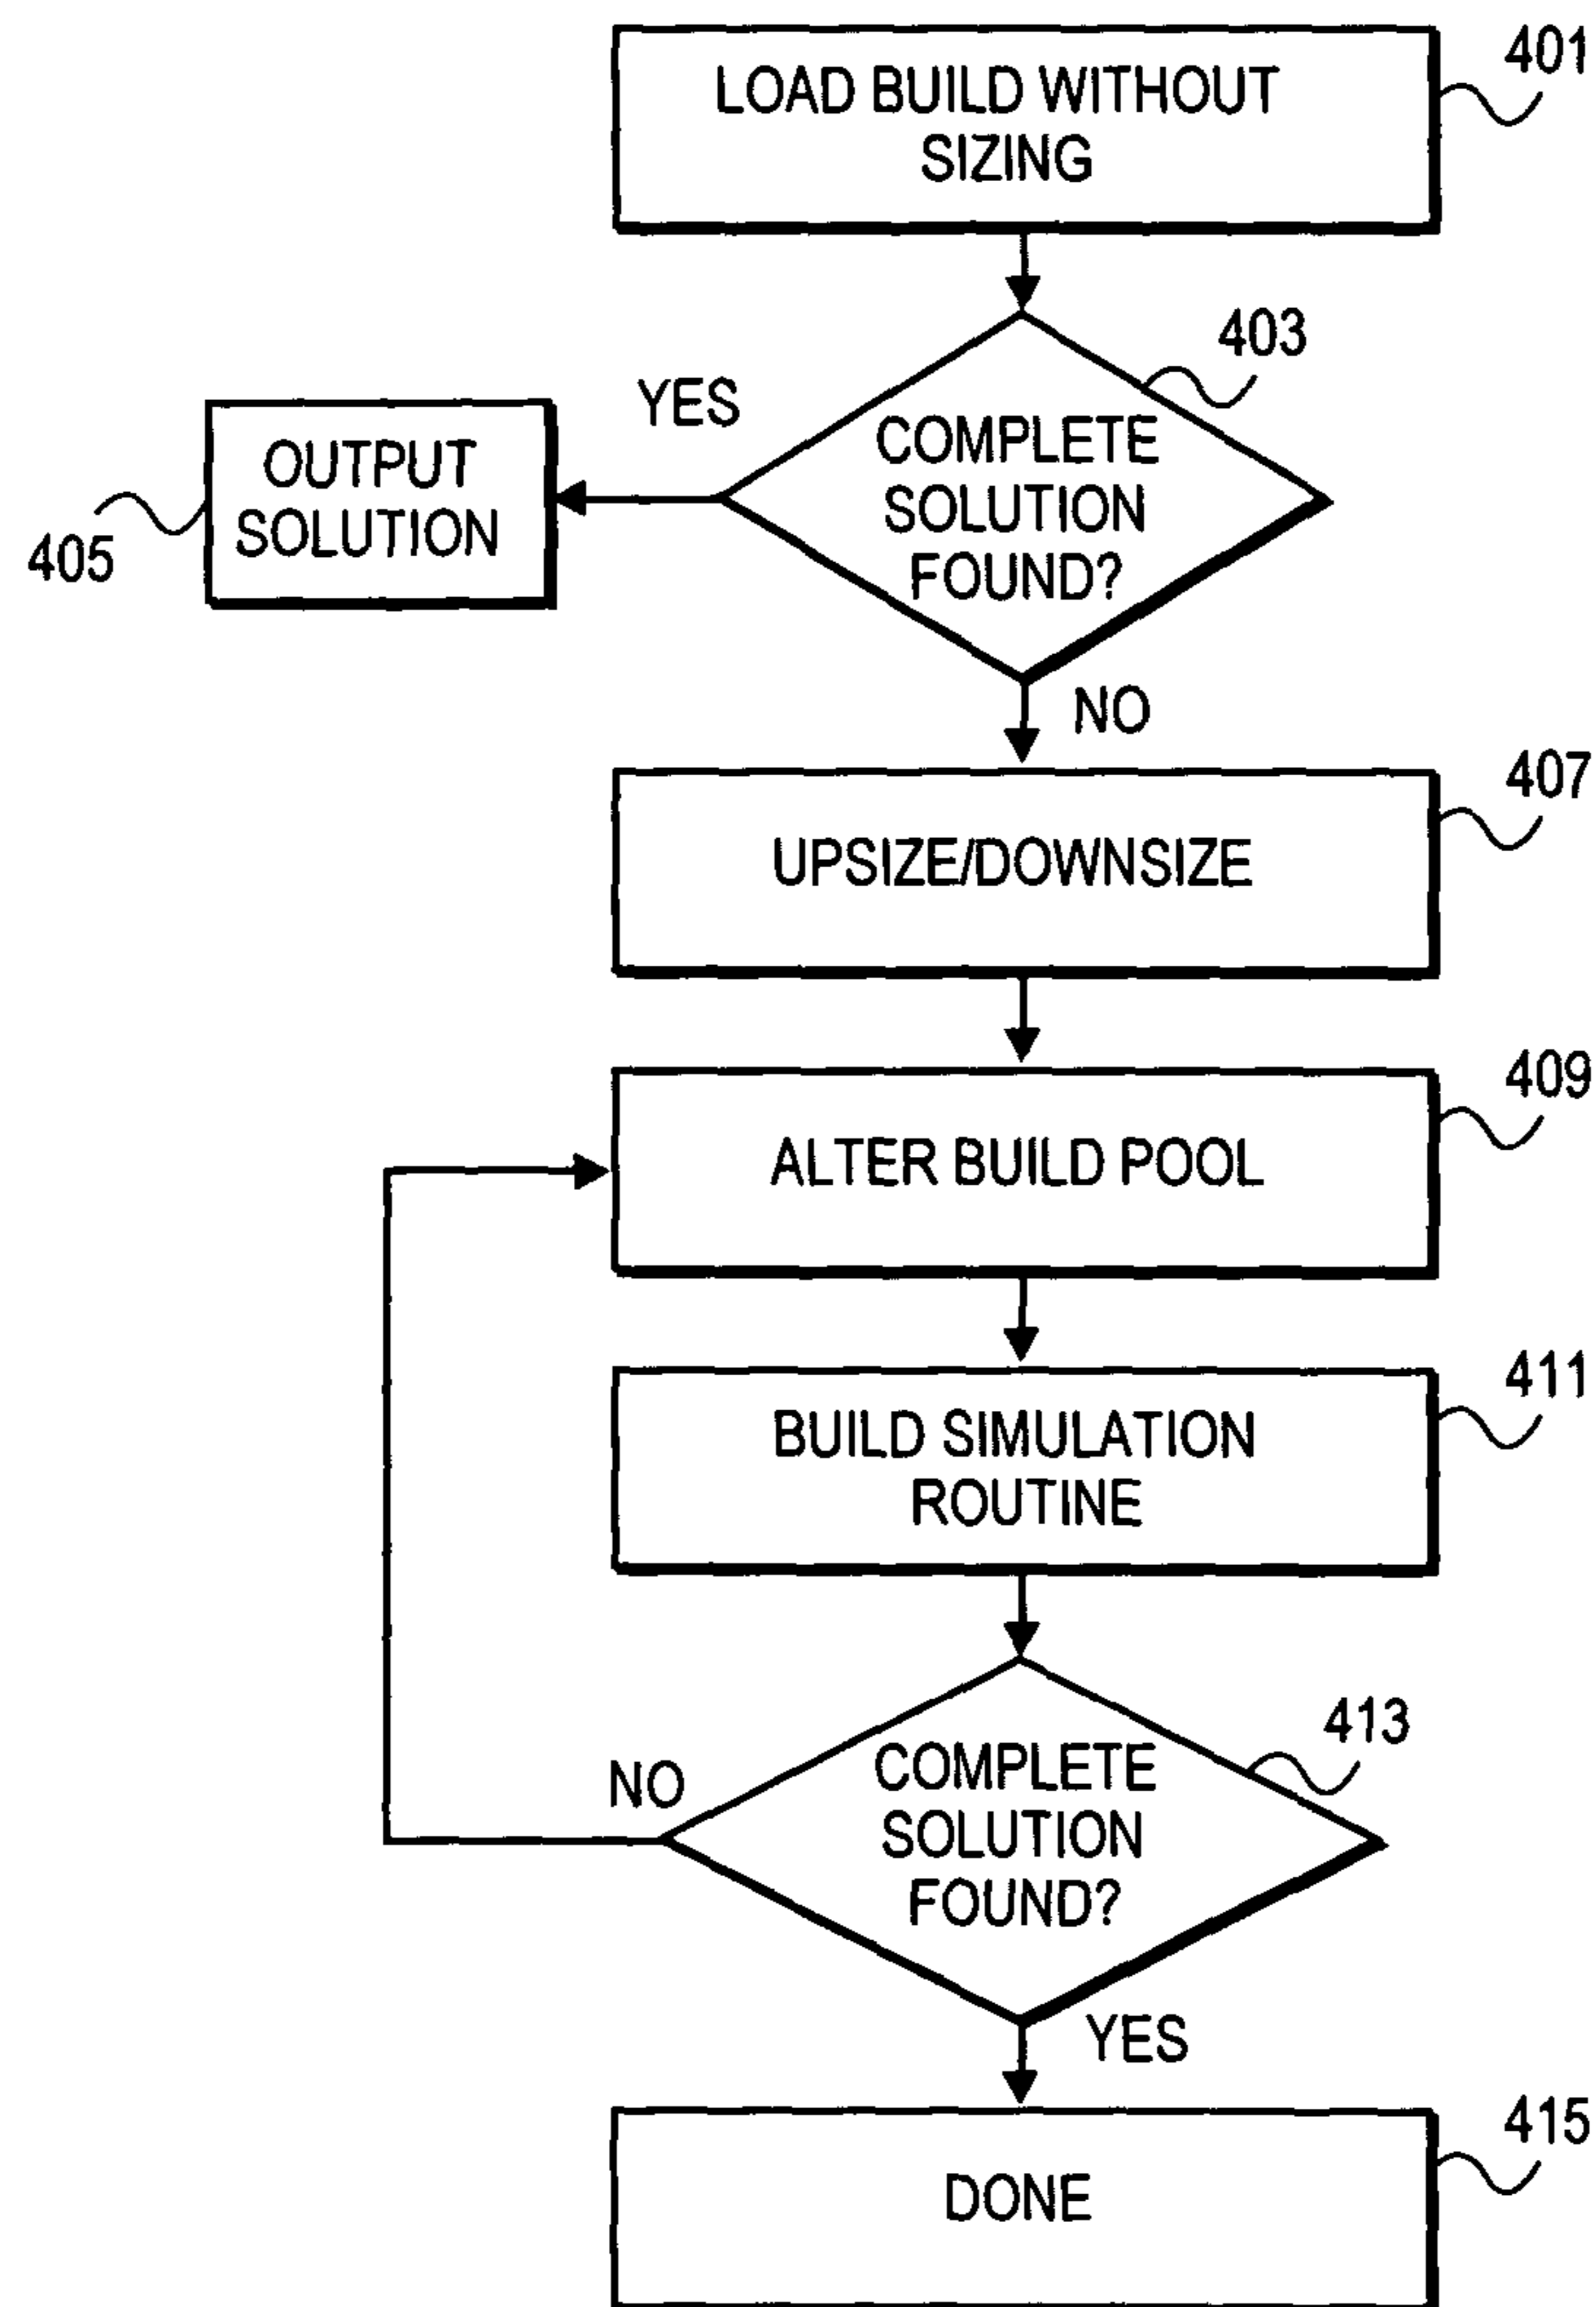 401
LOAD BUILD WITHOUT
SIZING
403
YES
COMPLETE
SOLUTION
FOUND?
OUTPUT
SOLUTION
405
NO
407
UPSIZE/DOWNSIZE
409
ALTER BUILD POOL
411
BUILD SIMULATION
ROUTINE
413
NO
COMPLETE
SOLUTION
FOUND?
YES
415
DONE